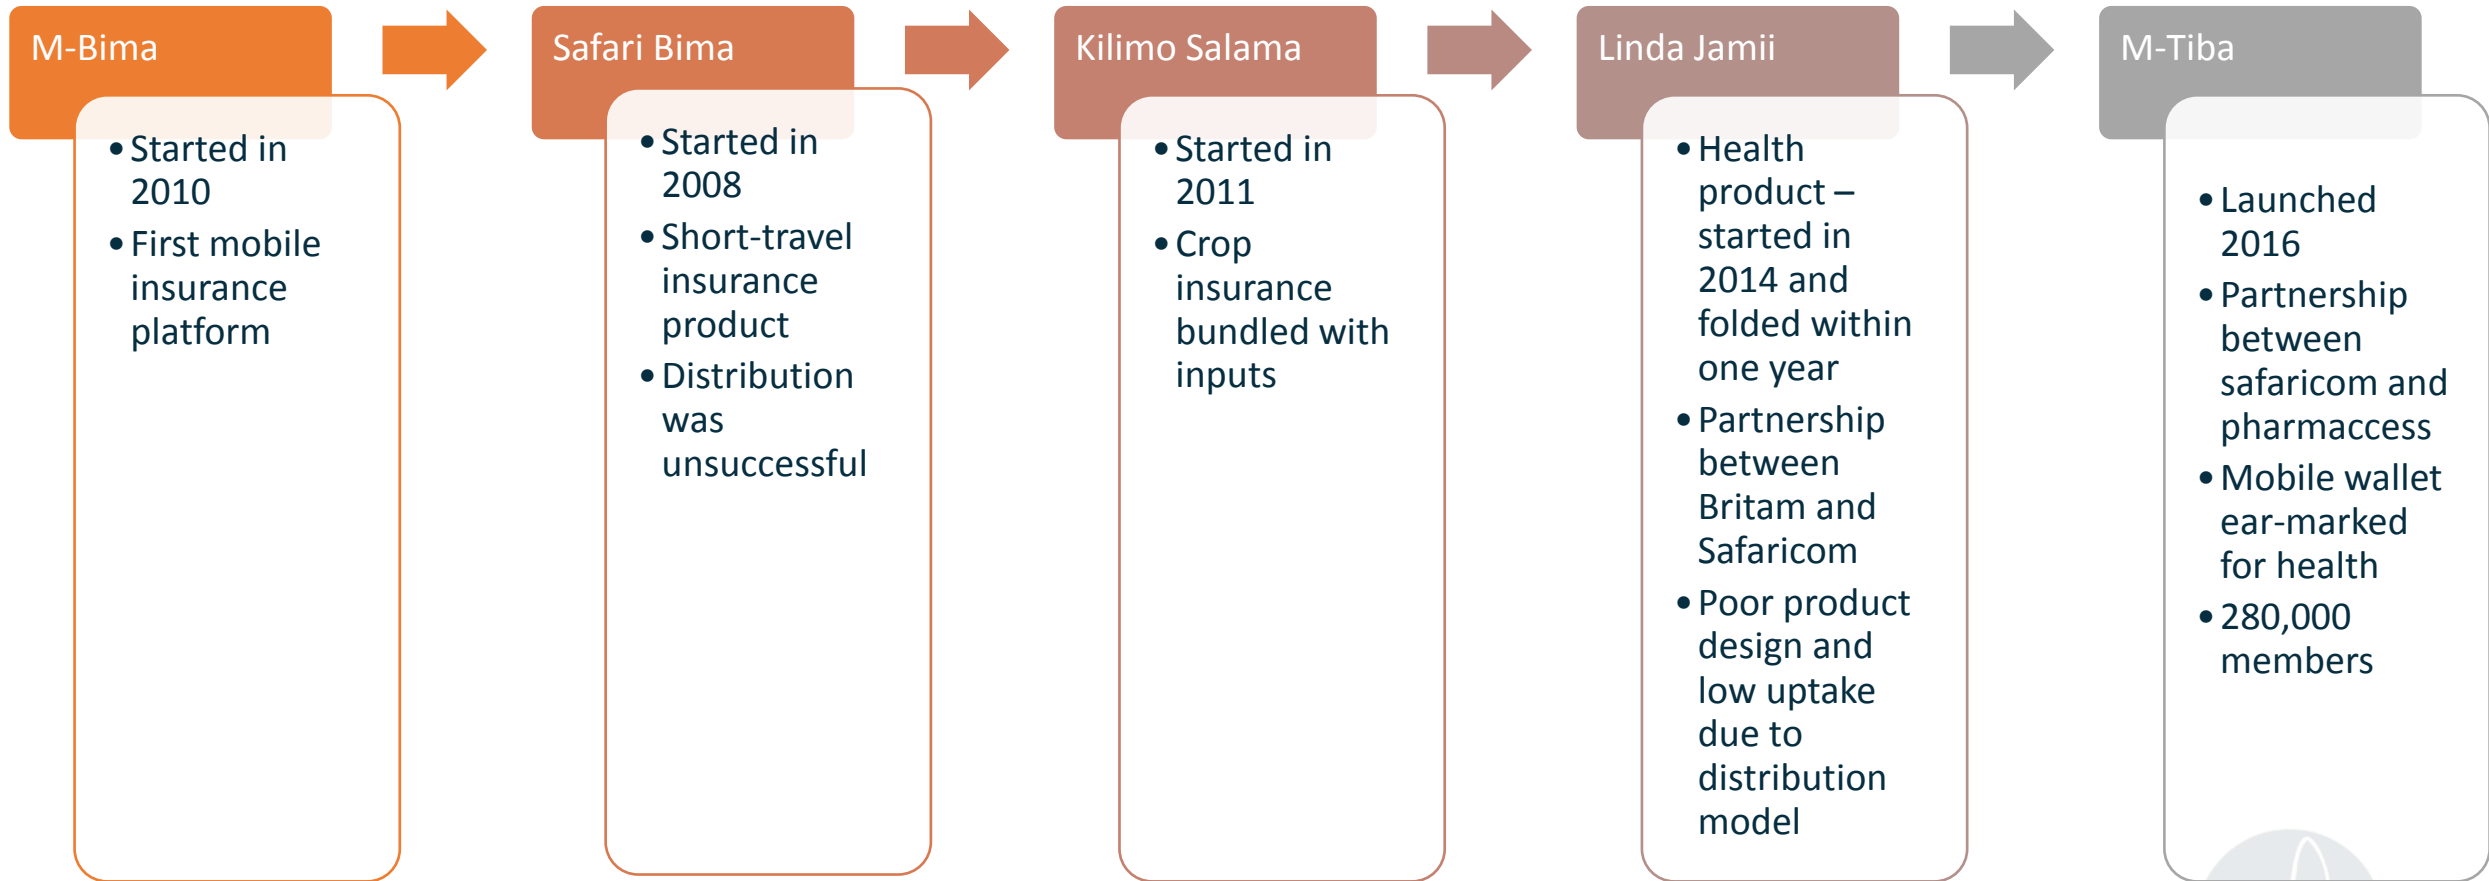 M-Bima
• Started in
2010
• First mobile
insurance
platform
Safari Bima
• Started in
2008
• Short-travel
insurance
product
• Distribution
was
unsuccessful
Kilimo Salama
• Started in
2011
• Crop
insurance
bundled with
inputs
Linda Jamii
• Health
product –
started in
2014 and
folded within
one year
• Partnership
between
Britam and
Safaricom
• Poor product
design and
low uptake
due to
distribution
model
M-Tiba
• Launched
2016
• Partnership
between
safaricom and
pharmaccess
• Mobile wallet
ear-marked
for health
• 280,000
members